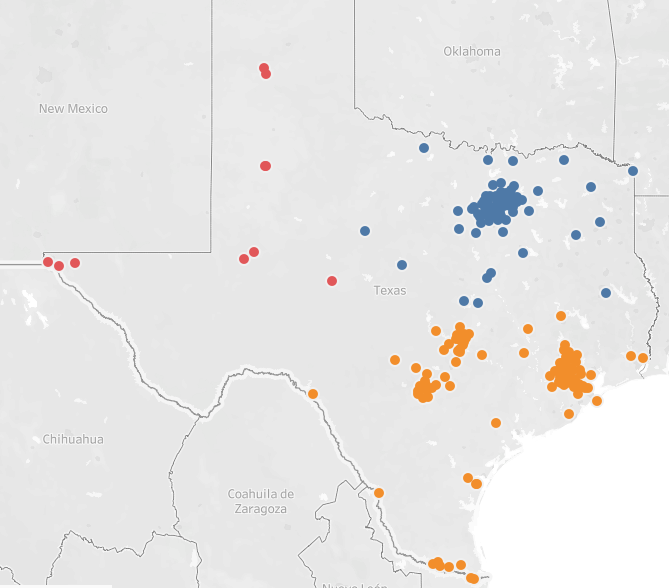 Oklahoma
New Mexico
Texas
Chihuahua
Coahuila de
Zaragoza
Nuevo León